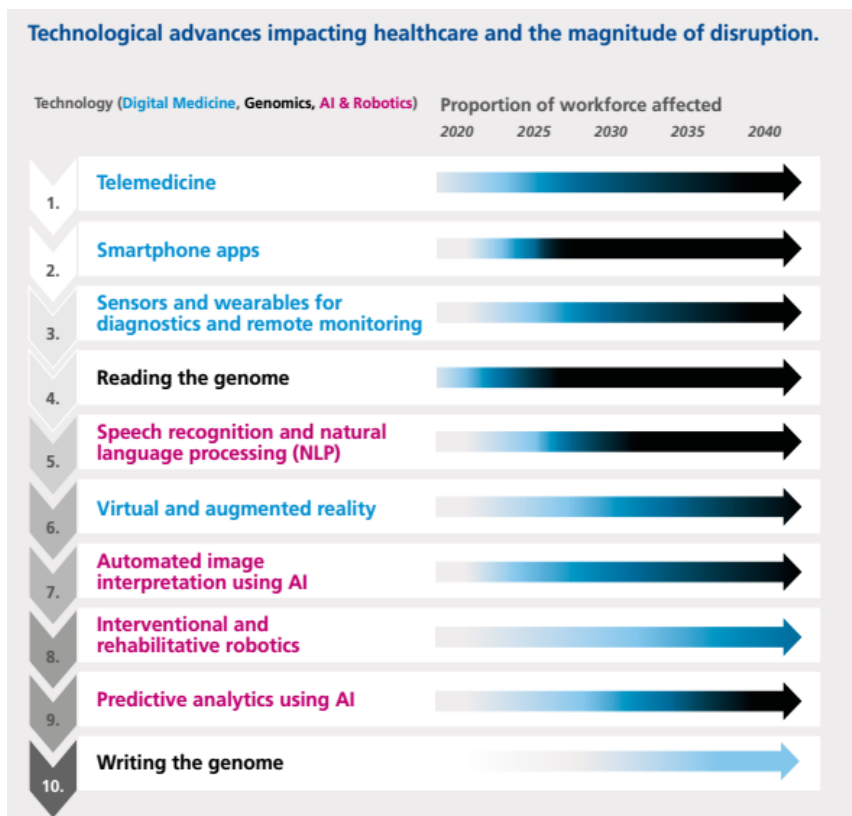 Technological advances impacting healthcare and the magnitude of disruption.
Technology (Digital Medicine, Genomics, AI & Robotics)
Proportion of workforce affected
2020 2025 2030 2035 2040
1.
Telemedicine
2.
Smartphone apps
3.
Sensors and wearables for
diagnostics and remote monitoring
4.
Reading the genome
5.
Speech recognition and natural
language processing (NLP)
6.
Virtual and augmented reality
7.
Automated image
interpretation using AI
8.
Interventional and
rehabilitative robotics
9.
Predictive analytics using AI
10.
Writing the genome